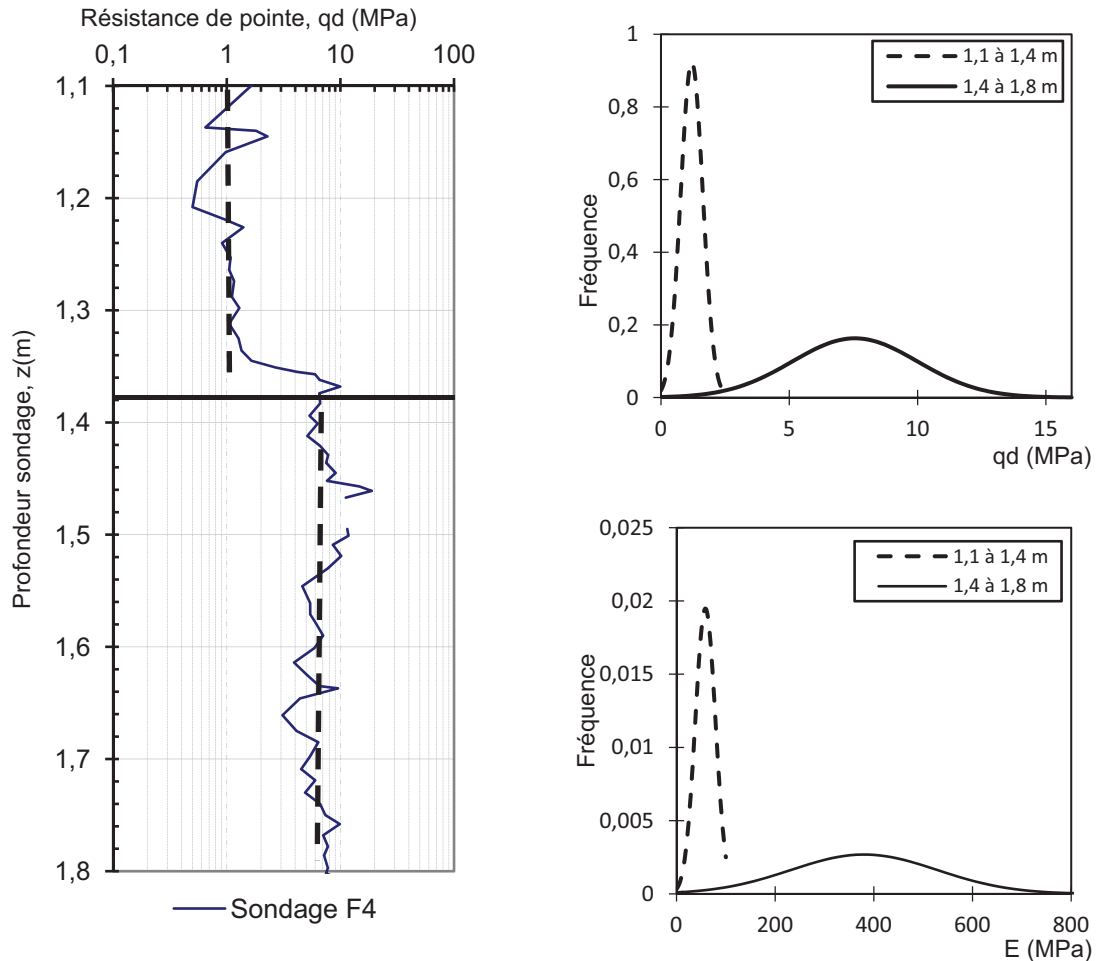 Résistance de pointe, qd (MPa)
0,1 1 10 100
Profondeur sondage, z(m)
1,1
1,2
1,3
1,4
1,5
1,6
1,7
1,8
Sondage F4
Fréquence
1
0,8
0,6
0,4
0,2
0
1,1 à 1,4 m
1,4 à 1,8 m
0 5 10 15
qd (MPa)
Fréquence
0,025
0,02
0,015
0,01
0,005
0
1,1 à 1,4 m
1,4 à 1,8 m
0 200 400 600 800
E (MPa)